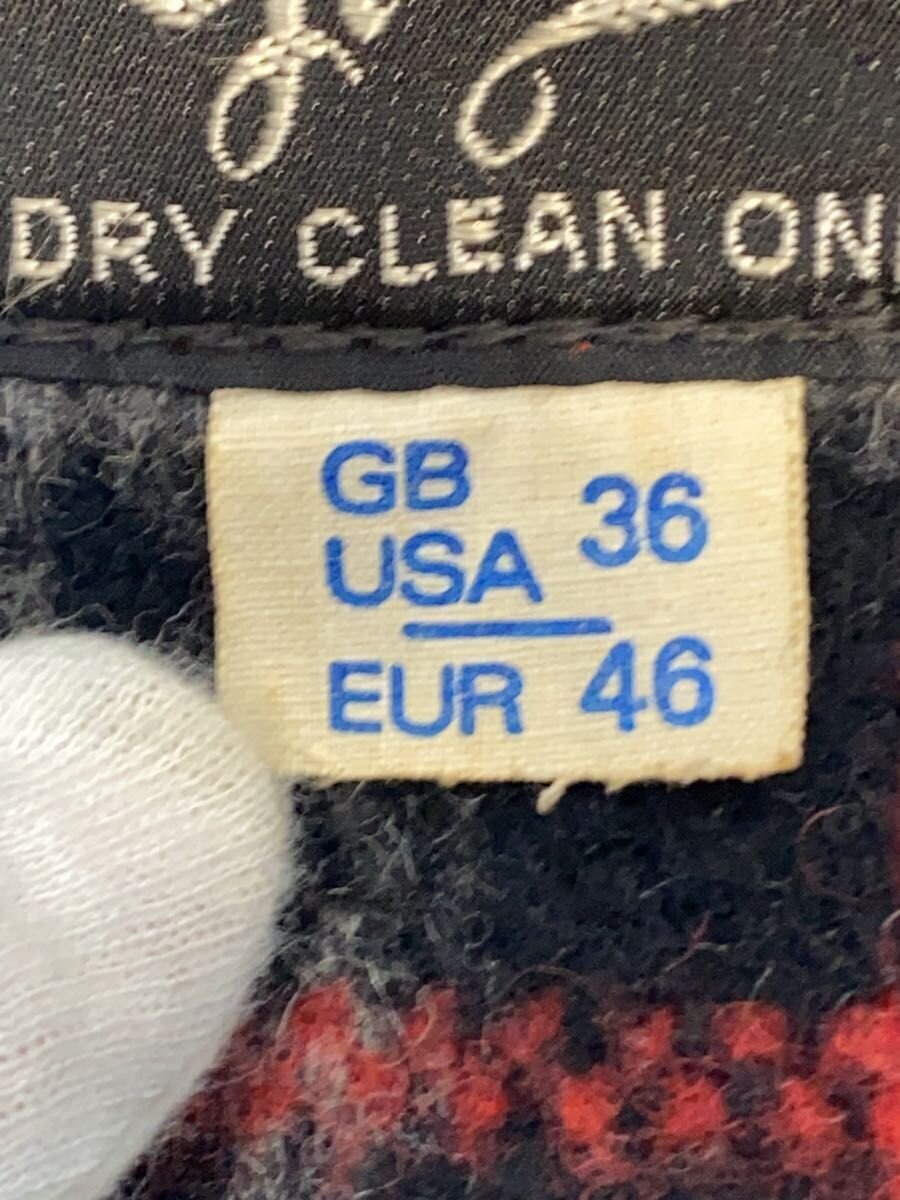 DRY CLEAN ON
GB
USA 36
EUR 46